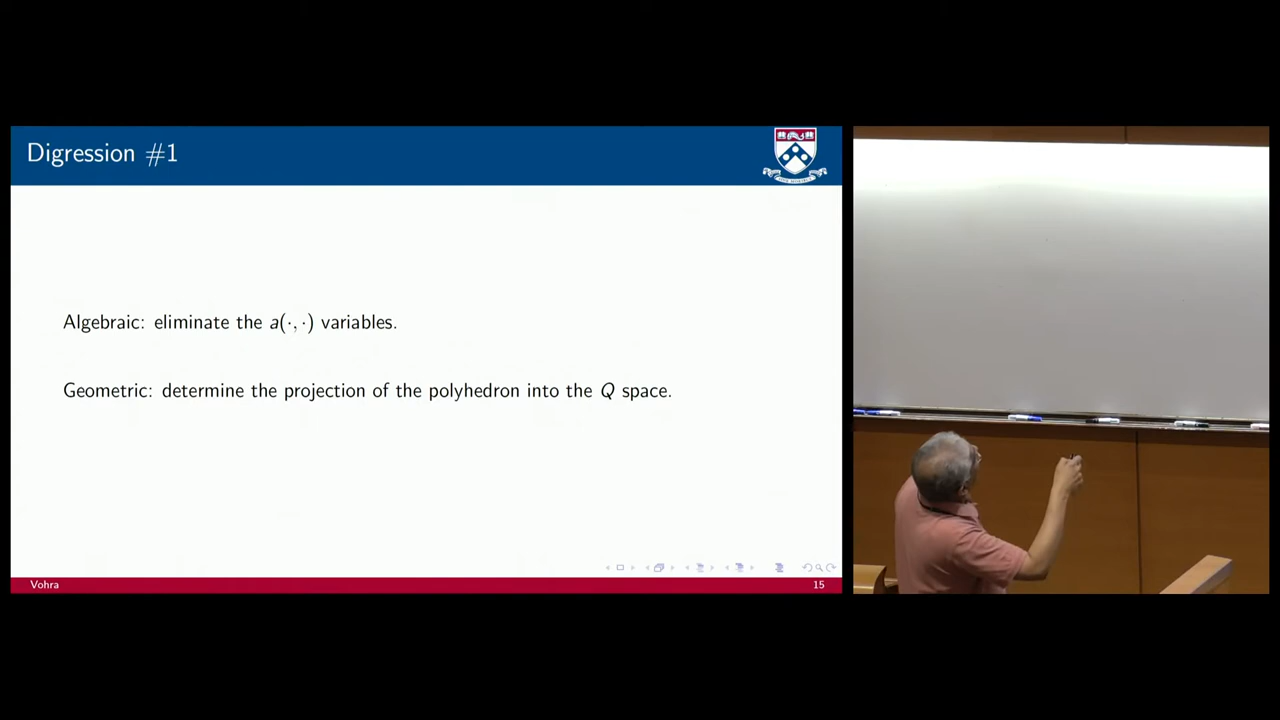 Digression #1
Algebraic: eliminate the a(·, ·) variables.
Geometric: determine the projection of the polyhedron into the Q space.
Vohra
15